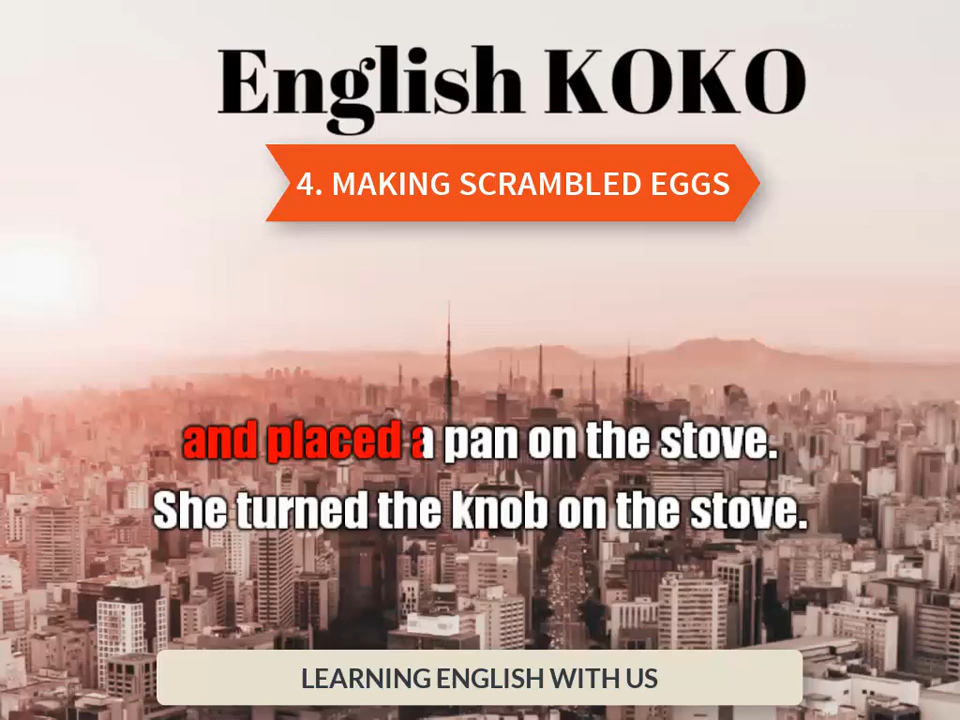 English KOKO
4. MAKING SCRAMBLED EGGS
and placed a pan on the stove.
She turned the knob on the stove.
LEARNING ENGLISH WITH US